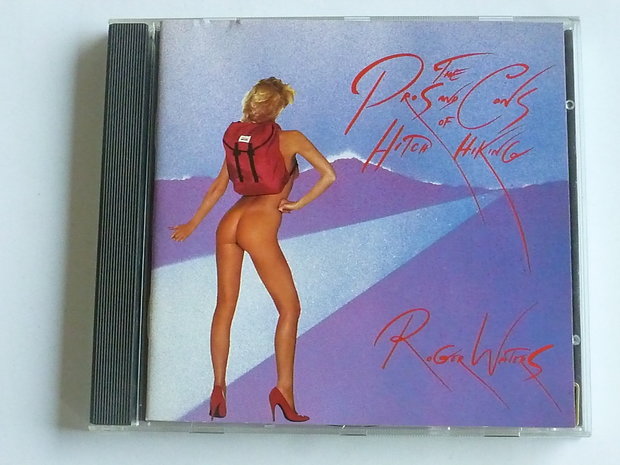 THE
PROS AND CONS
OF
HITCH HIKING
ROGER WATERS